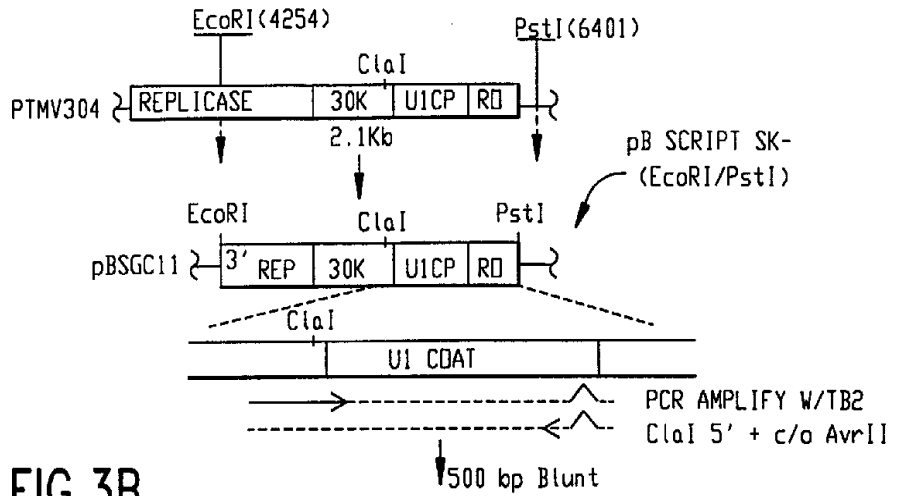 EcoRI(4254)
PstI(6401)
ClaI
PTMV304 REPLICASE 30K U1CP RO
2.1Kb
pB SCRIPT SK-
(EcoRI/PstI)
EcoRI
ClaI
PstI
pBSGC11 3' REP 30K U1CP RO
ClaI
U1 COAT
PCR AMPLIFY W/TB2
ClaI 5' + c/o AvrII
500 bp Blunt
FIG. 3B